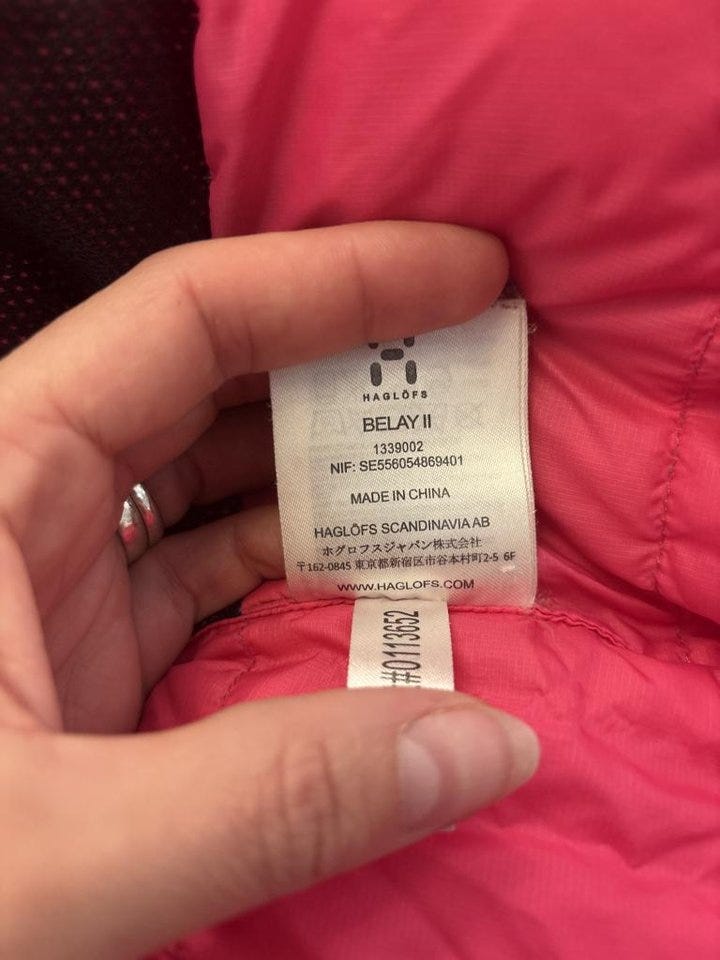 HAGLÖFS
BELAY II
1339002
NIF: SE556054869401
MADE IN CHINA
HAGLÖFS SCANDINAVIA AB
ホグロフスジャパン株式会社
〒162-0845 東京都新宿区市谷本村町2-5 6F
WWW.HAGLOFS.COM
#0113652